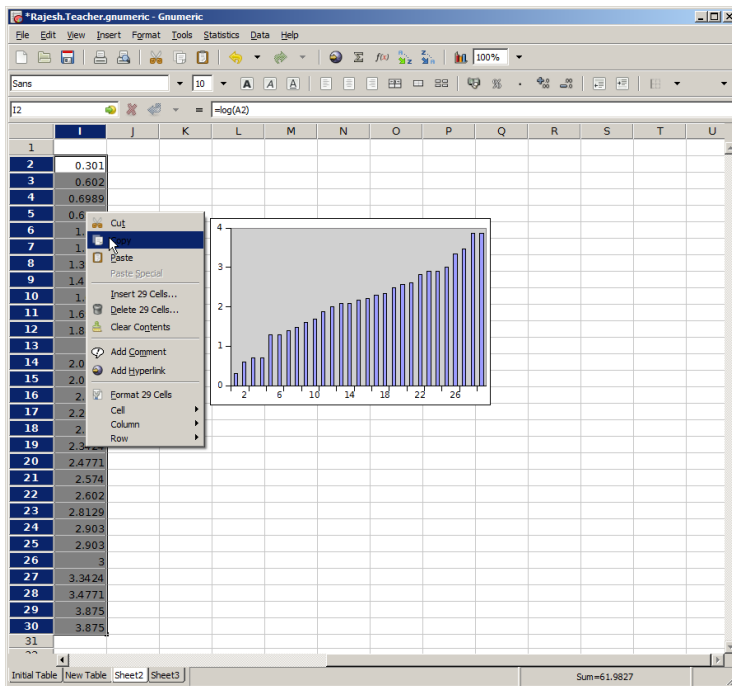 *Rajesh.Teacher.gnumeric - Gnumeric
File Edit View Insert Format Tools Statistics Data Help
100%
Sans 10
I2 = =log(A2)
I J K L M N O P Q R S T U
1
2 0.301
3 0.602
4 0.6989
5
6
7
8
9
10
11
12
13
14
15
16
17
18
19
20 2.4771
21 2.574
22 2.602
23 2.8129
24 2.903
25 2.903
26 3
27 3.3424
28 3.4771
29 3.875
30 3.875
31
Cut
Copy
Paste
Paste Special
Insert 29 Cells...
Delete 29 Cells...
Clear Contents
Add Comment
Add Hyperlink
Format 29 Cells
Cell
Column
Row
4
3
2
1
0
2 6 10 14 18 22 26
Initial Table New Table Sheet2 Sheet3 Sum=61.9827